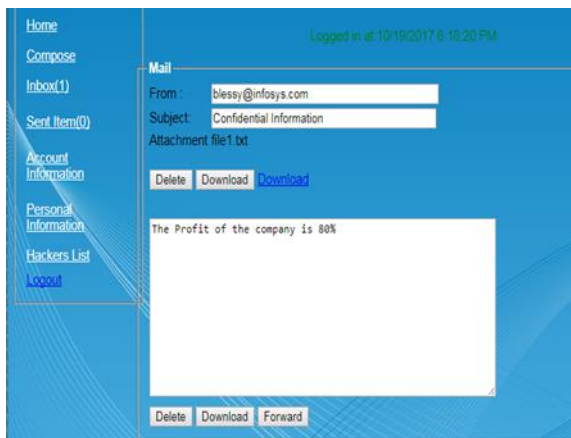 Home
Compose
Inbox(1)
Sent Item(0)
Account
Information
Personal
Information
Hackers List
Logout
Logged in at:10/19/2017 6:18:20 PM
Mail
From : blessy@infosys.com
Subject: Confidential Information
Attachment file1.txt
Delete Download Download
The Profit of the company is 80%
Delete Download Forward